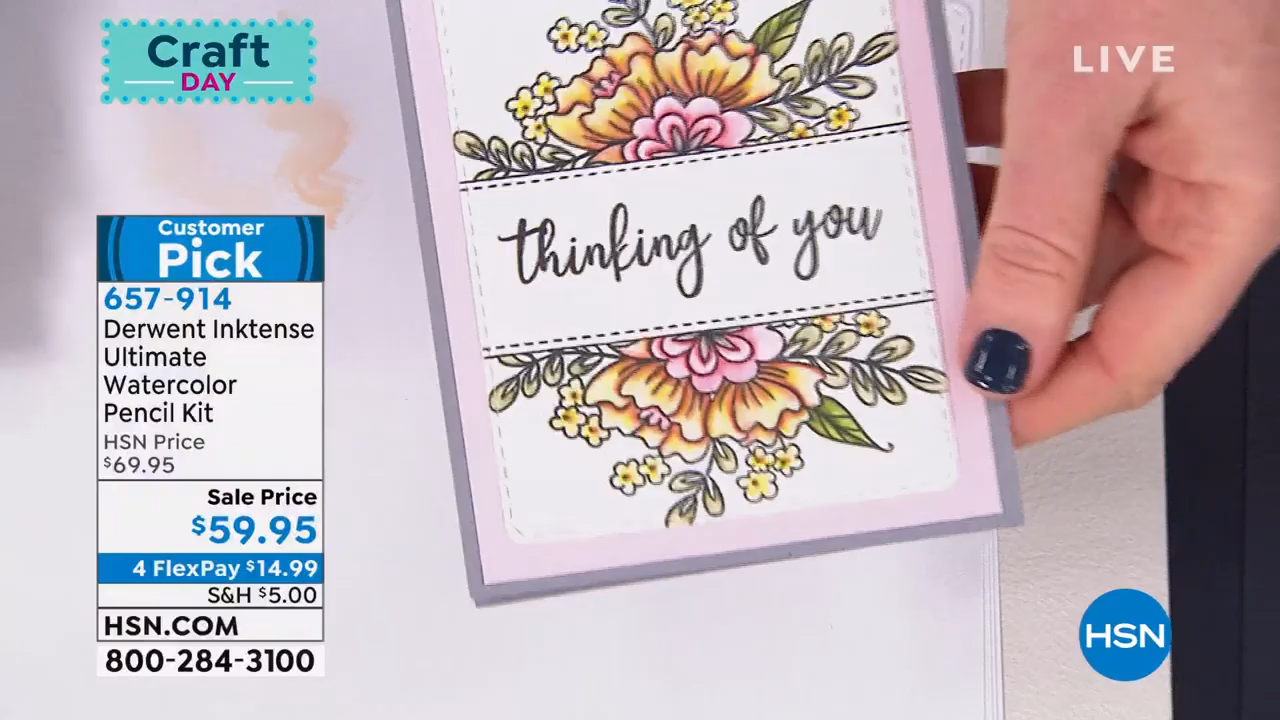 Craft
DAY
LIVE
Customer
Pick
657-914
Derwent Inktense
Ultimate
Watercolor
Pencil Kit
HSN Price
$69.95
Sale Price
$59.95
4 FlexPay $14.99
S&H $5.00
HSN.COM
800-284-3100
thinking of you
HSN